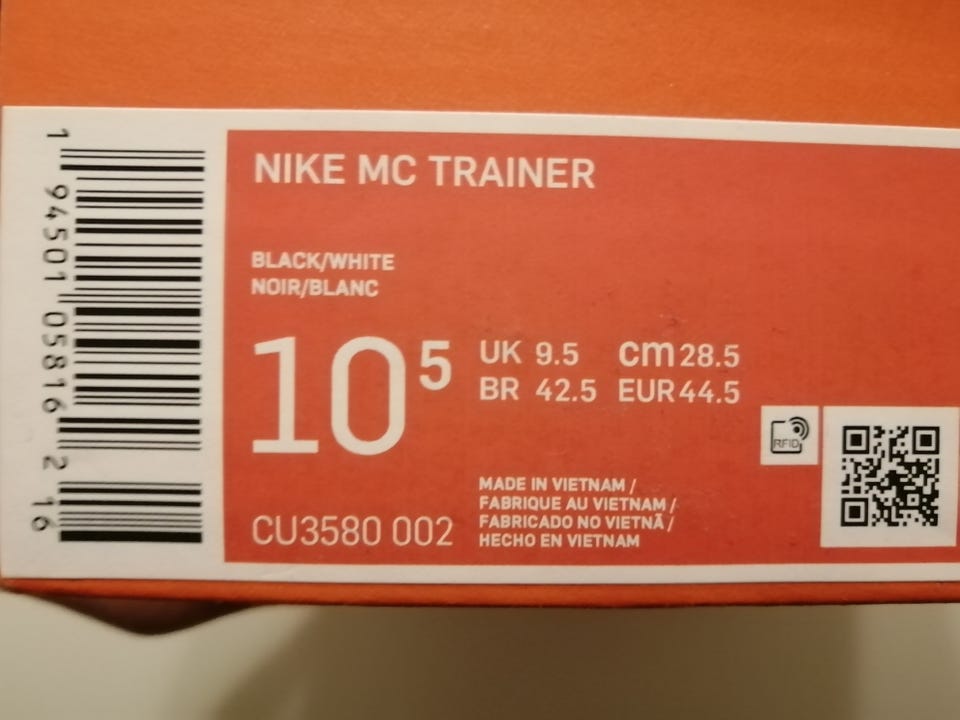 NIKE MC TRAINER
BLACK/WHITE
NOIR/BLANC
10⁵
UK 9.5 cm 28.5
BR 42.5 EUR 44.5
RFID
MADE IN VIETNAM /
FABRIQUE AU VIETNAM /
FABRICADO NO VIETNÃ /
HECHO EN VIETNAM
CU3580 002
1 94501 05816 2 16